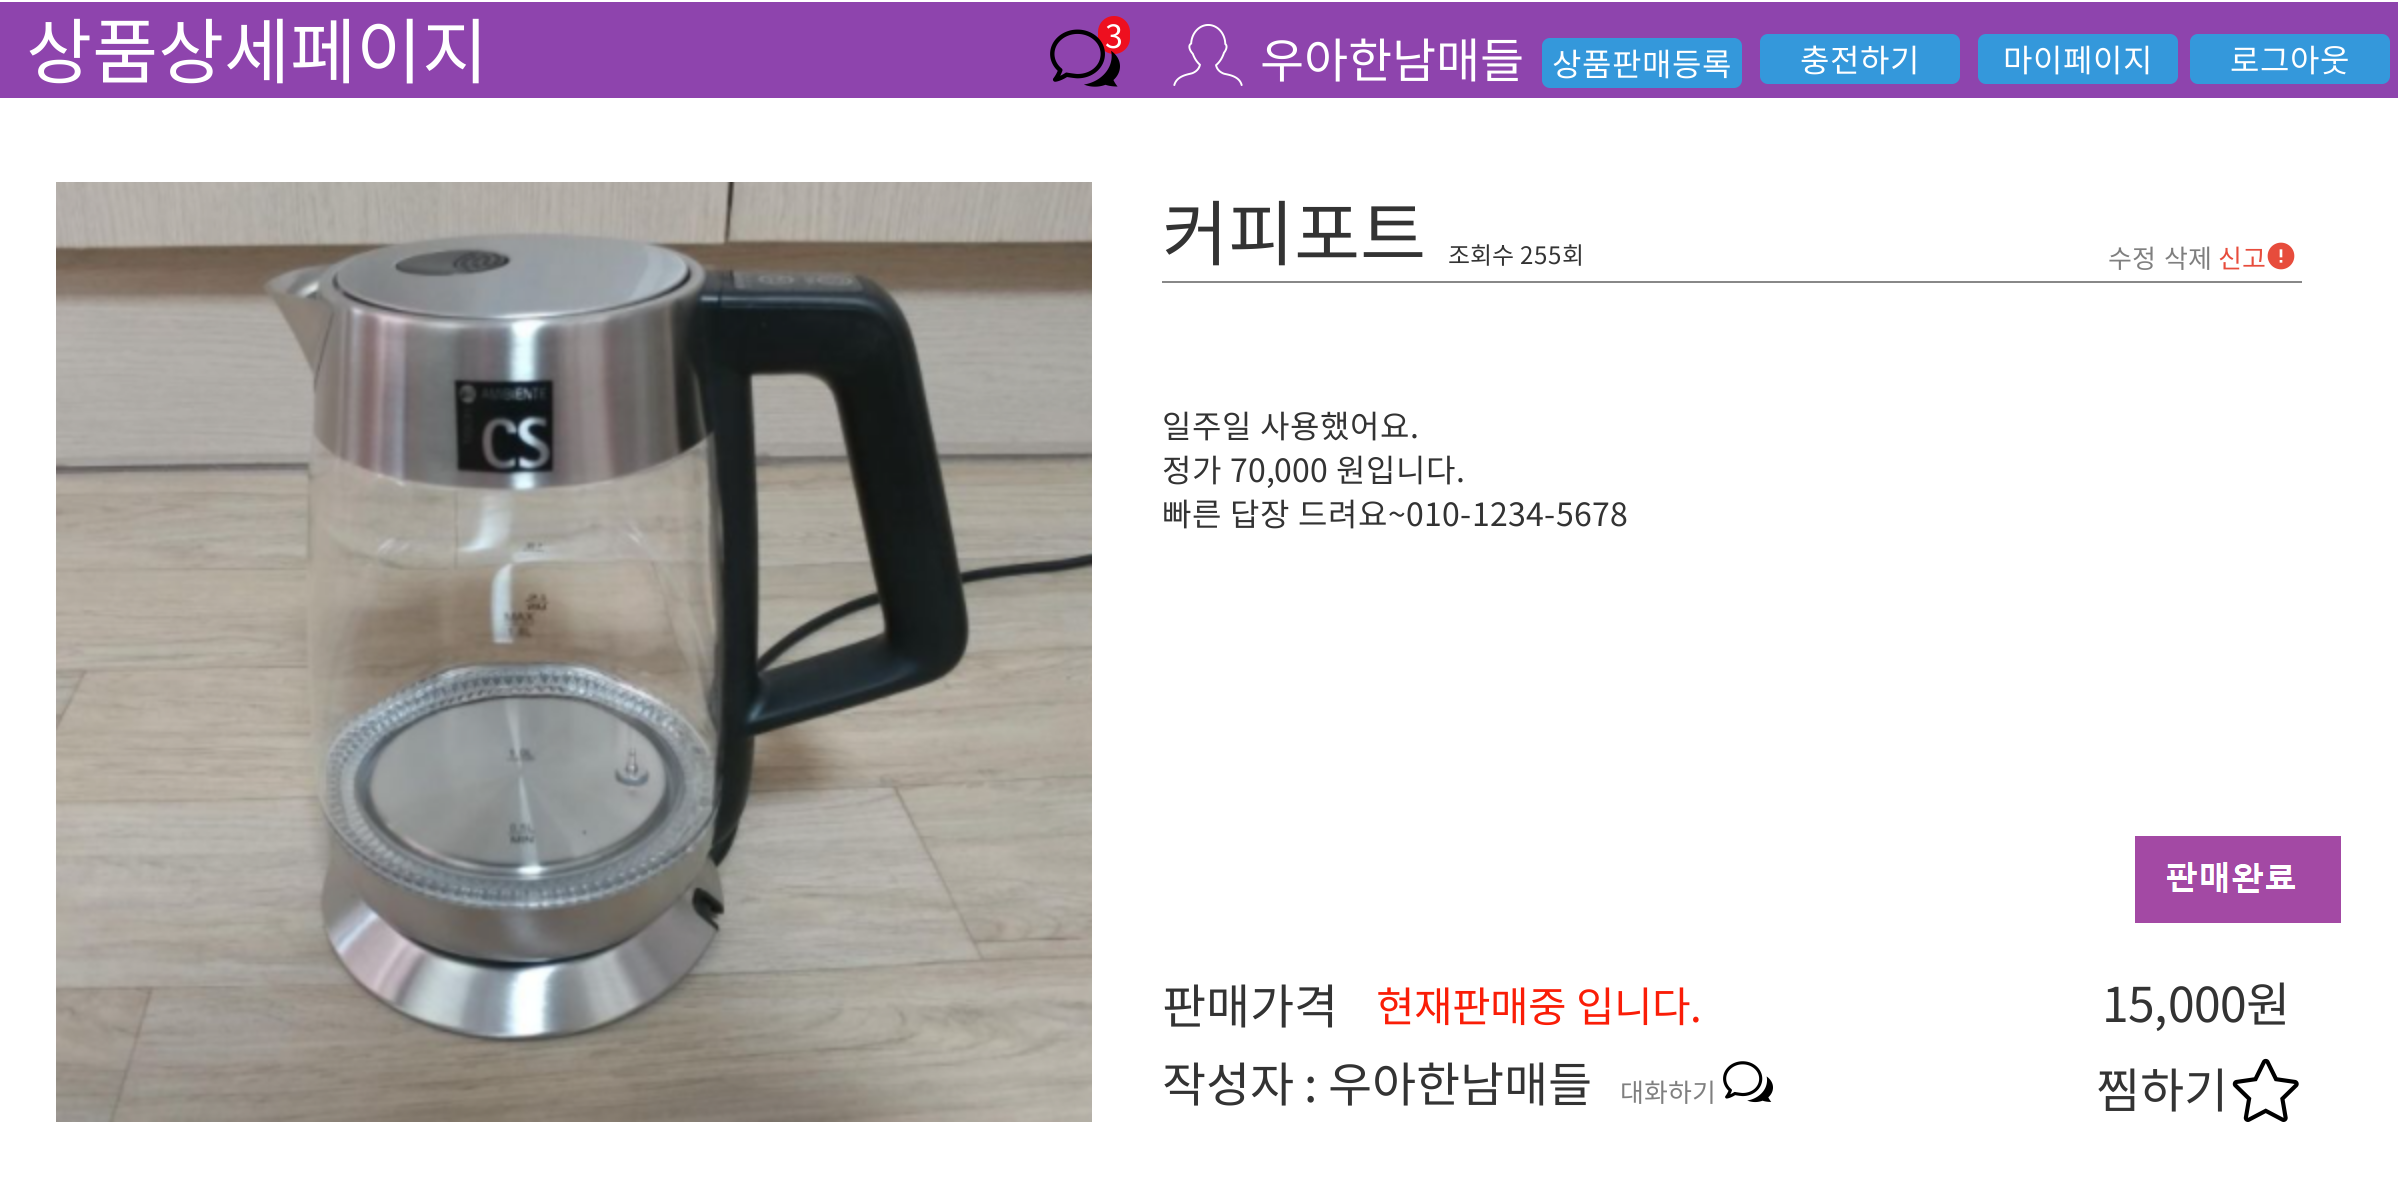 상품상세페이지
3
우아한남매들
상품판매등록
충전하기
마이페이지
로그아웃
커피포트 조회수 255회
수정 삭제 신고
AMBIENTE
CS
MAX
MIN
일주일 사용했어요.
정가 70,000 원입니다.
빠른 답장 드려요~010-1234-5678
판매완료
판매가격 현재판매중 입니다. 15,000원
작성자 : 우아한남매들 대화하기 찜하기